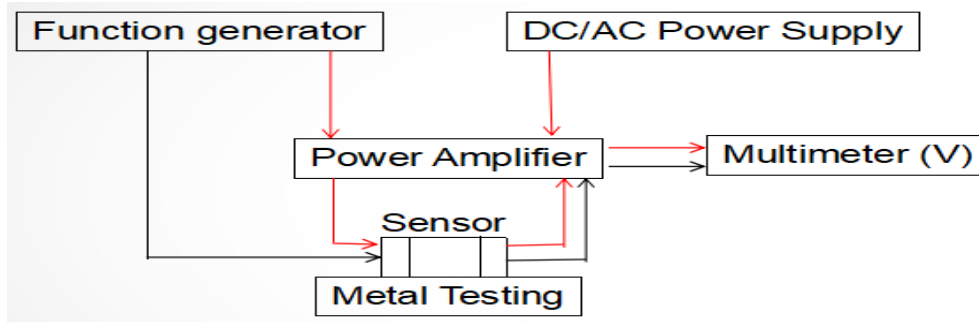 Function generator
DC/AC Power Supply
Power Amplifier
Multimeter (V)
Sensor
Metal Testing